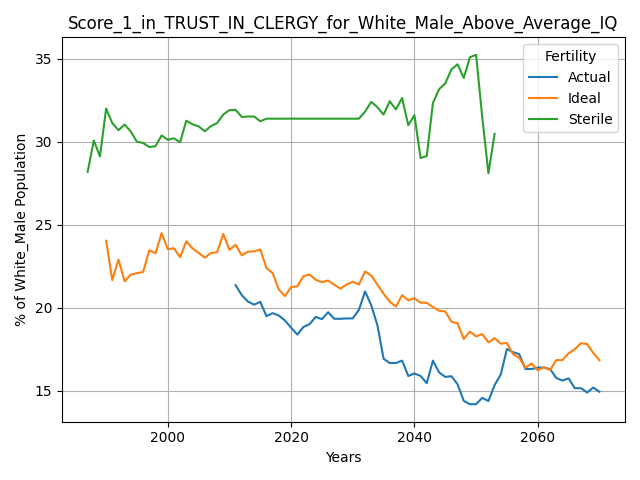 Score_1_in_TRUST_IN_CLERGY_for_White_Male_Above_Average_IQ
Fertility
Actual
Ideal
Sterile
35
30
25
20
15
% of White_Male Population
2000
2020
2040
2060
Years